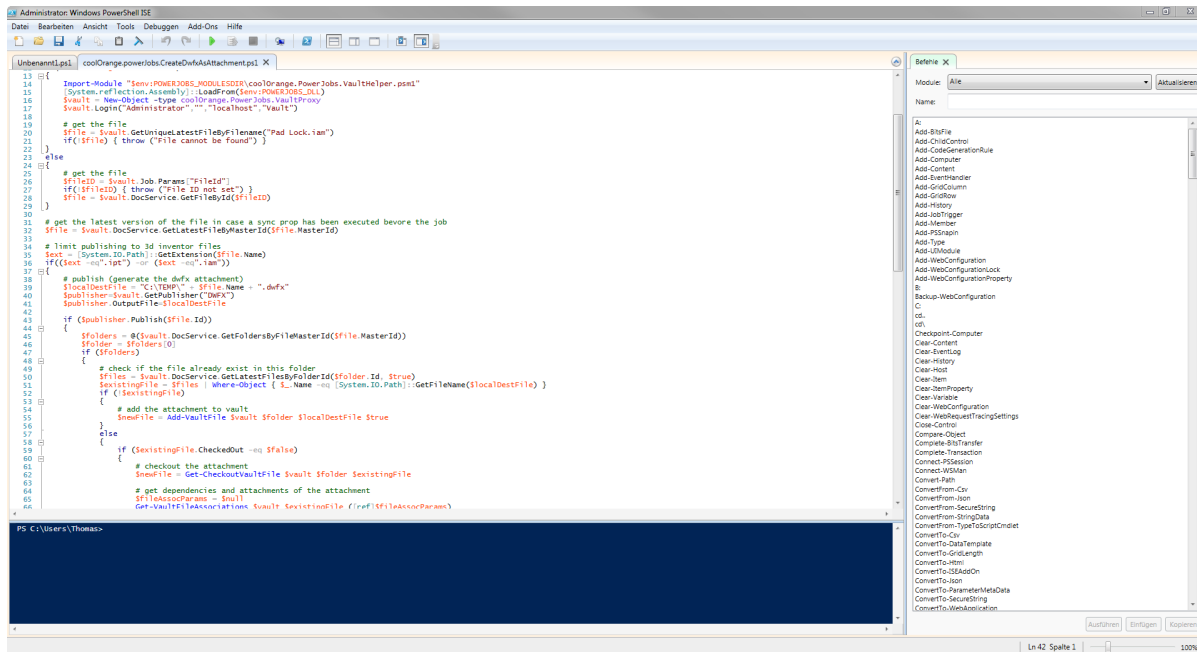 Administrator: Windows PowerShell ISE
Datei Bearbeiten Ansicht Tools Debuggen Add-Ons Hilfe
Unbenannt1.ps1 coolOrange.powerJobs.CreateDwfxAsAttachment.ps1 X
13 {
14 Import-Module "$env:POWERJOBS_MODULESDIR\coolOrange.PowerJobs.VaultHelper.psm1"
15 [System.reflection.Assembly]::LoadFrom($env:POWERJOBS_DLL)
16 $vault = New-Object -type coolOrange.PowerJobs.VaultProxy
17 $vault.Login("Administrator","","localhost","Vault")
18
19 # get the file
20 $file = $vault.GetUniqueLatestFileByFilename("Pad Lock.iam")
21 if(!$file) { throw ("File cannot be found") }
22 }
23 else
24 {
25 # get the file
26 $fileID = $vault.Job.Params["FileId"]
27 if(!$fileID) { throw ("File ID not set") }
28 $file = $vault.DocService.GetFileById($fileID)
29 }
30
31 # get the latest version of the file in case a sync prop has been executed bevore the job
32 $file = $vault.DocService.GetLatestFileByMasterId($file.MasterId)
33
34 # limit publishing to 3d inventor files
35 $ext = [System.IO.Path]::GetExtension($file.Name)
36 if(($ext -eq".ipt") -or ($ext -eq".iam"))
37 {
38 # publish (generate the dwfx attachment)
39 $localDestFile = "C:\TEMP\" + $file.Name + ".dwfx"
40 $publisher=$vault.GetPublisher("DWFX")
41 $publisher.OutputFile=$localDestFile
42
43 if ($publisher.Publish($file.Id))
44 {
45 $folders = @($vault.DocService.GetFoldersByFileMasterId($file.MasterId))
46 $folder = $folders[0]
47 if ($folders)
48 {
49 # check if the file already exist in this folder
50 $files = $vault.DocService.GetLatestFilesByFolderId($folder.Id, $true)
51 $existingFile = $files | Where-Object { $_.Name -eq [System.IO.Path]::GetFileName($localDestFile) }
52 if (!$existingFile)
53 {
54 # add the attachment to vault
55 $newFile = Add-VaultFile $vault $folder $localDestFile $true
56 }
57 else
58 {
59 if ($existingFile.CheckedOut -eq $false)
60 {
61 # checkout the attachment
62 $newFile = Get-CheckoutVaultFile $vault $folder $existingFile
63
64 # get dependencies and attachments of the attachment
65 $fileAssocParams = $null
66 Get-VaultFileAssociations $vault $existingFile ([ref]$fileAssocParams)
PS C:\Users\Thomas>
Befehle X
Module: Alle Aktualisieren
Name:
A:
Add-BitsFile
Add-ChildControl
Add-CodeGenerationRule
Add-Computer
Add-Content
Add-EventHandler
Add-GridColumn
Add-GridRow
Add-History
Add-JobTrigger
Add-Member
Add-PSSnapin
Add-Type
Add-UIModule
Add-WebConfiguration
Add-WebConfigurationLock
Add-WebConfigurationProperty
B:
Backup-WebConfiguration
C:
cd..
cd\
Checkpoint-Computer
Clear-Content
Clear-EventLog
Clear-History
Clear-Host
Clear-Item
Clear-ItemProperty
Clear-Variable
Clear-WebConfiguration
Clear-WebRequestTracingSettings
Close-Control
Compare-Object
Complete-BitsTransfer
Complete-Transaction
Connect-PSSession
Connect-WSMan
Convert-Path
ConvertFrom-Csv
ConvertFrom-Json
ConvertFrom-SecureString
ConvertFrom-StringData
ConvertFrom-TypeToScriptCmdlet
ConvertTo-Csv
ConvertTo-DataTemplate
ConvertTo-GridLength
ConvertTo-Html
ConvertTo-ISEAddOn
ConvertTo-Json
ConvertTo-ParameterMetaData
ConvertTo-SecureString
ConvertTo-WebApplication
Ausführen Einfügen Kopieren
Ln 42 Spalte 1 100%